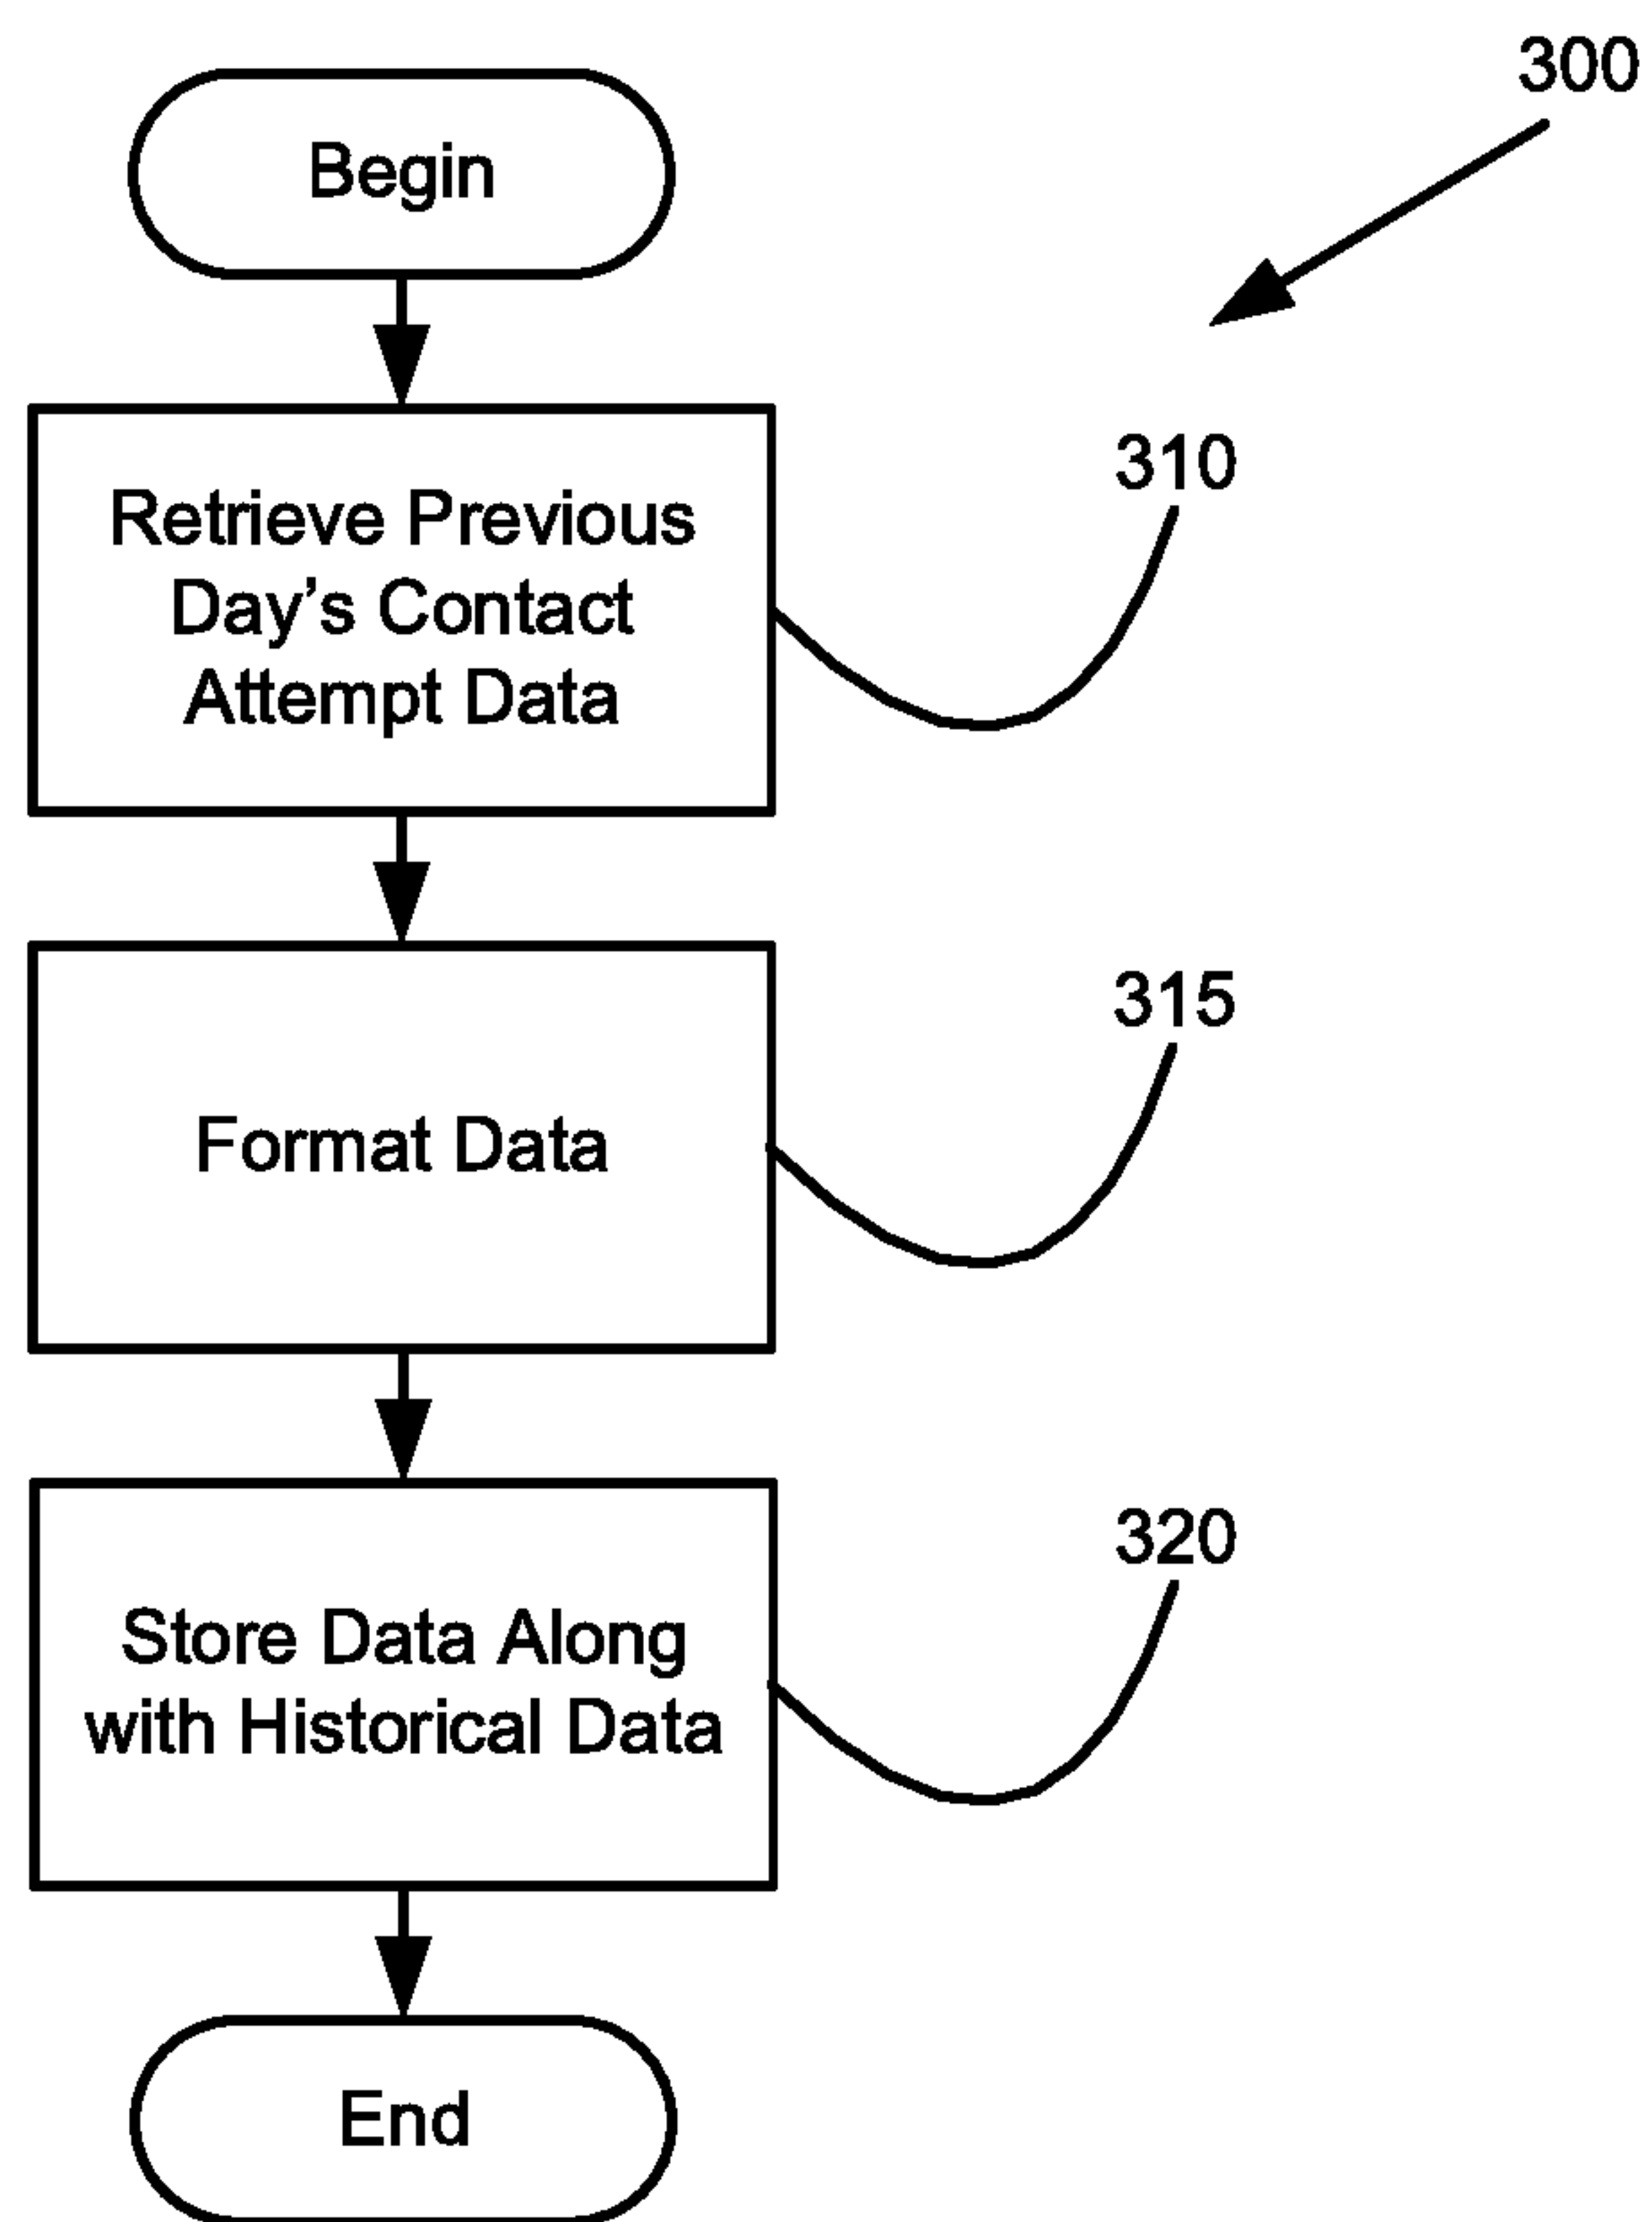 300
Begin
310
Retrieve Previous
Day's Contact
Attempt Data
315
Format Data
320
Store Data Along
with Historical Data
End